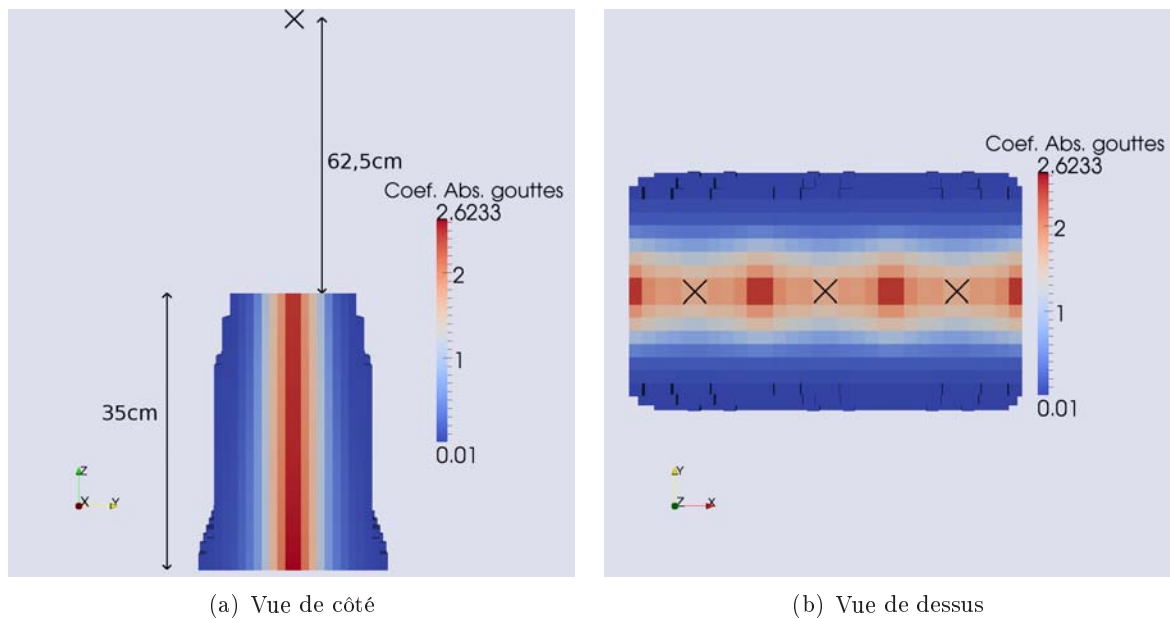 62,5cm
Coef. Abs. gouttes
2,6233
2
1
0.01
35cm
Z
X
Y
(a) Vue de côté
Coef. Abs. gouttes
2,6233
2
1
0.01
Y
Z
X
(b) Vue de dessus